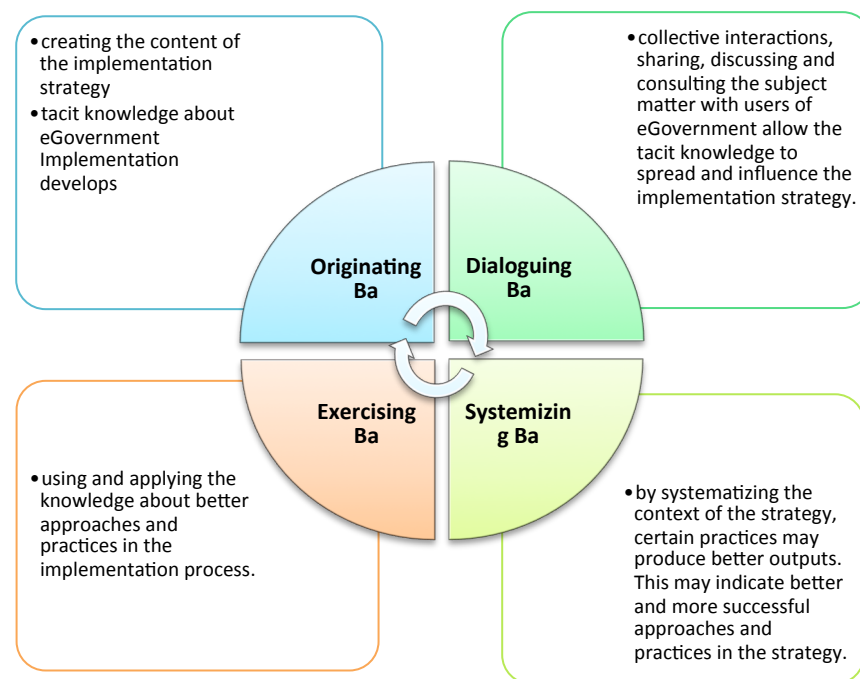 •creating the content of
the implementation
strategy
•tacit knowledge about
eGovernment
Implementation
develops
•collective interactions,
sharing, discussing and
consulting the subject
matter with users of
eGovernment allow the
tacit knowledge to
spread and influence the
implementation strategy.
Originating
Ba
Dialoguing
Ba
Exercising
Ba
Systemizin
g Ba
•using and applying the
knowledge about better
approaches and
practices in the
implementation process.
•by systematizing the
context of the strategy,
certain practices may
produce better outputs.
This may indicate better
and more successful
approaches and
practices in the strategy.